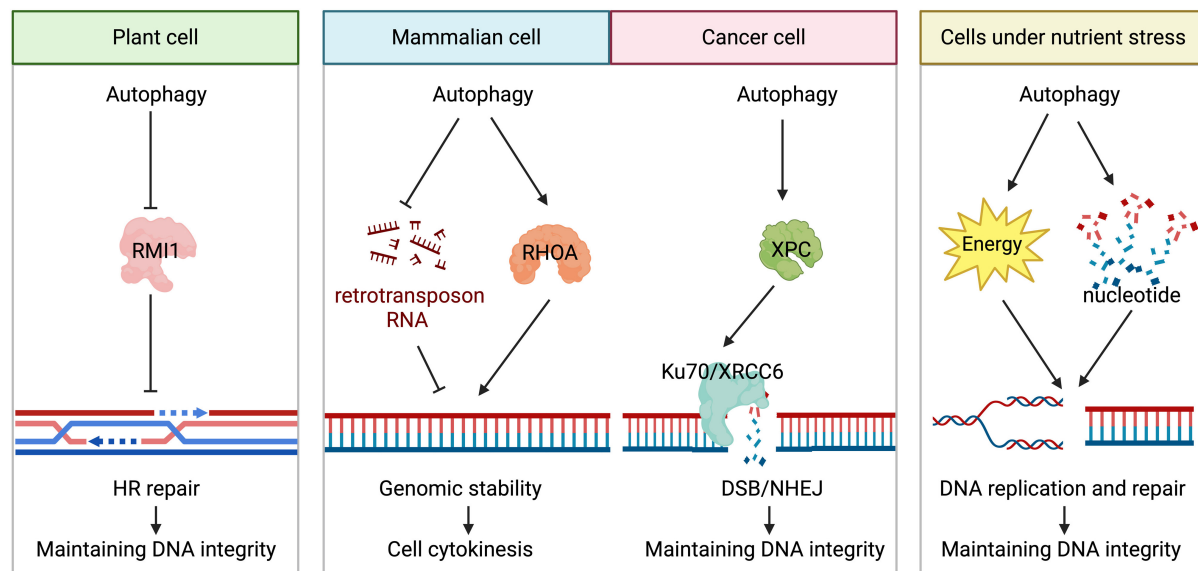 Plant cell
Autophagy
RMI1
HR repair
Maintaining DNA integrity
Mammalian cell
Autophagy
retrotransposon
RNA
RHOA
Genomic stability
Cell cytokinesis
Cancer cell
Autophagy
XPC
Ku70/XRCC6
DSB/NHEJ
Maintaining DNA integrity
Cells under nutrient stress
Autophagy
Energy
nucleotide
DNA replication and repair
Maintaining DNA integrity